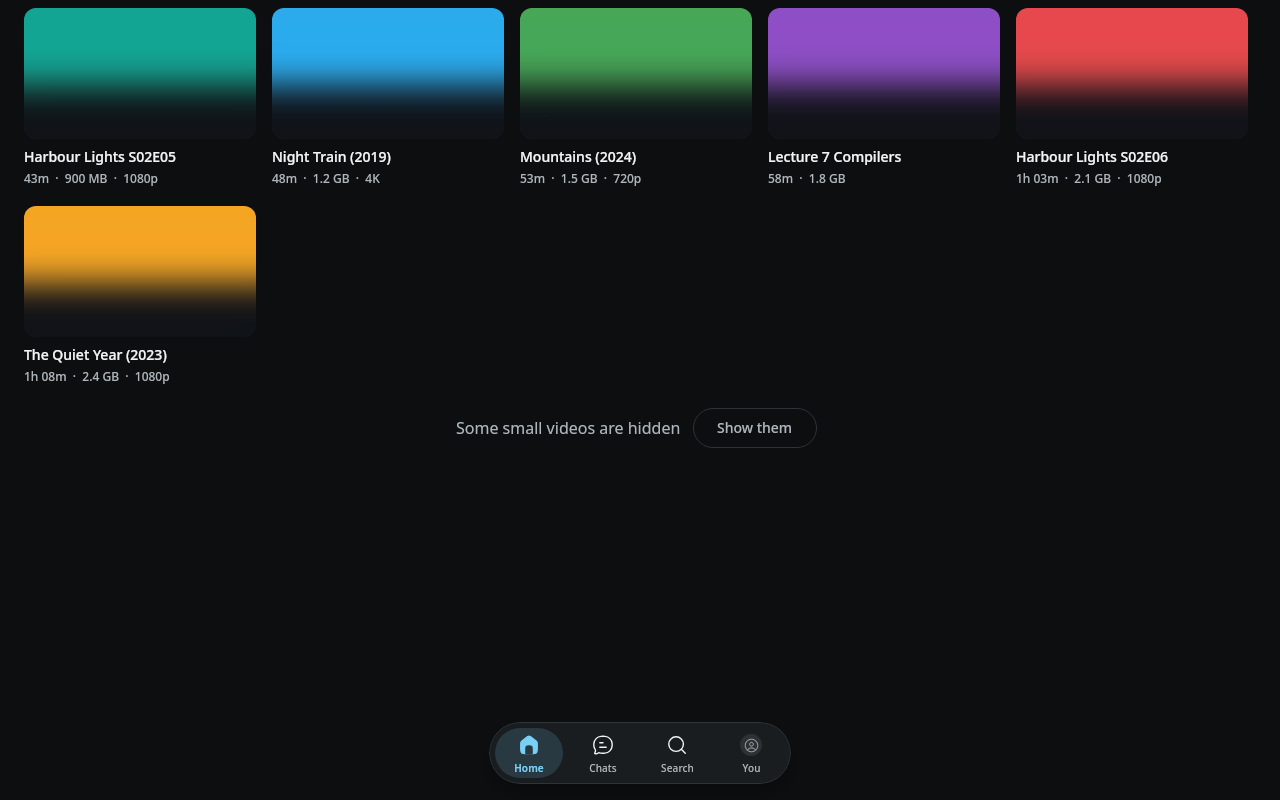 Harbour Lights S02E05
43m · 900 MB · 1080p
Night Train (2019)
48m · 1.2 GB · 4K
Mountains (2024)
53m · 1.5 GB · 720p
Lecture 7 Compilers
58m · 1.8 GB
Harbour Lights S02E06
1h 03m · 2.1 GB · 1080p
The Quiet Year (2023)
1h 08m · 2.4 GB · 1080p
Some small videos are hidden
Show them
Home
Chats
Search
You